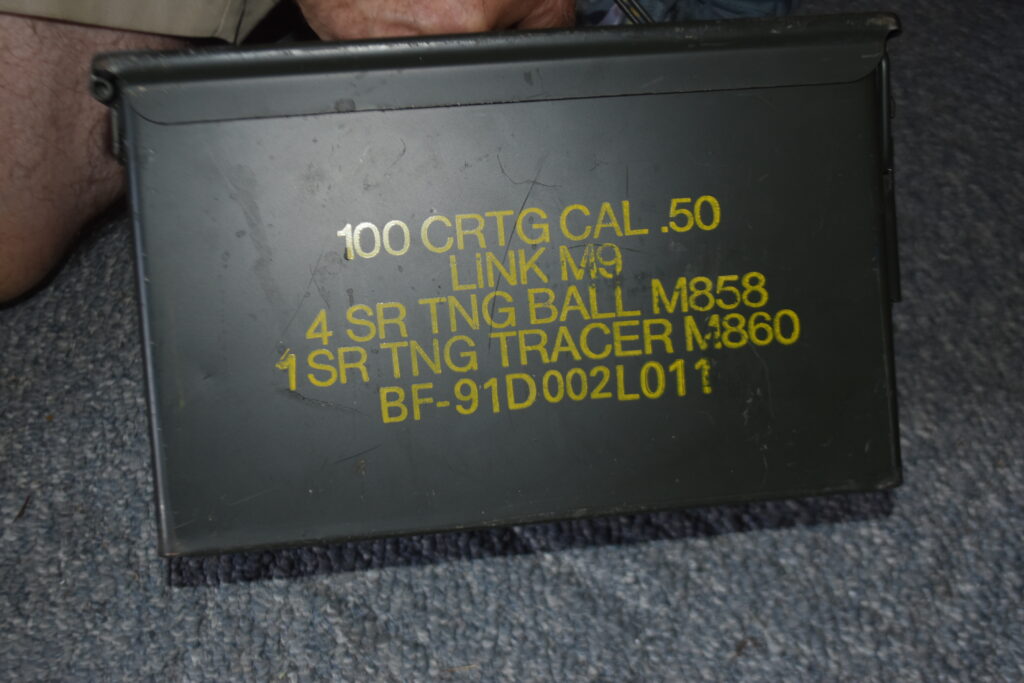 100 CRTG CAL .50
LINK M9
4 SR TNG BALL M858
1 SR TNG TRACER M860
BF-91D002L011